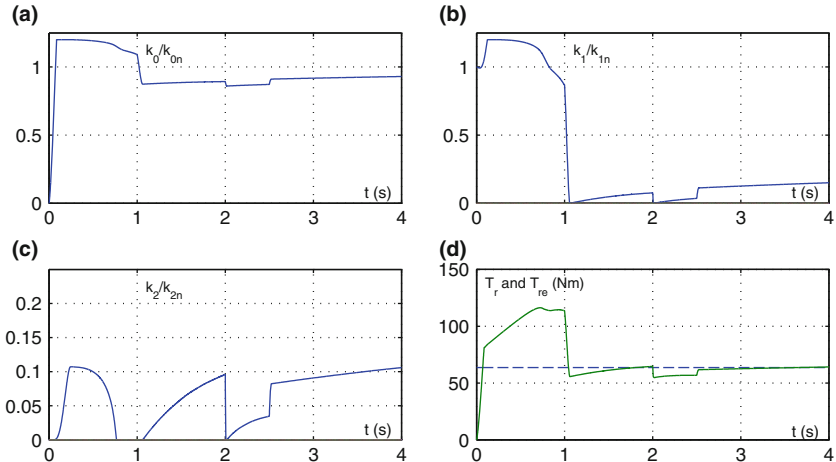 (a)
k0/k0n
1
0.5
0
t (s)
0 1 2 3 4
(b)
k1/k1n
1
0.5
0
t (s)
0 1 2 3 4
(c)
k2/k2n
0.2
0.15
0.1
0.05
0
t (s)
0 1 2 3 4
(d)
Tr and Tre (Nm)
150
100
50
0
t (s)
0 1 2 3 4